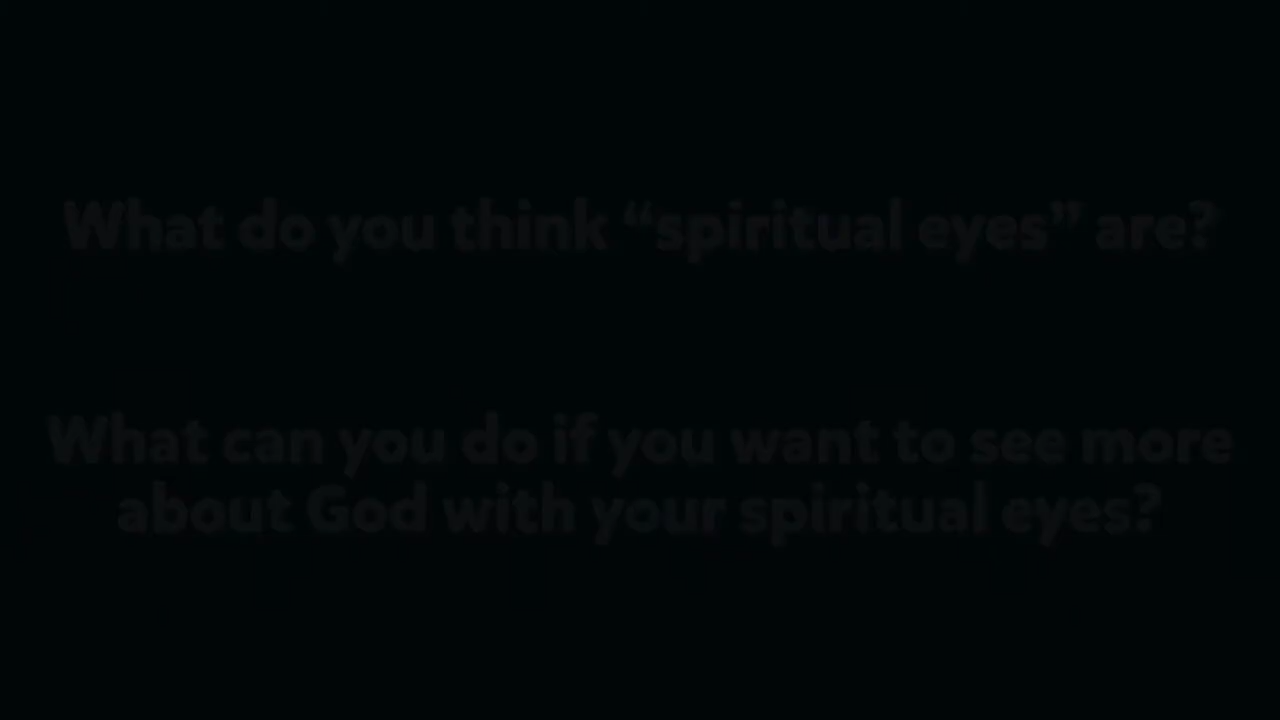 What do you think “spiritual eyes” are?
What can you do if you want to see more
about God with your spiritual eyes?